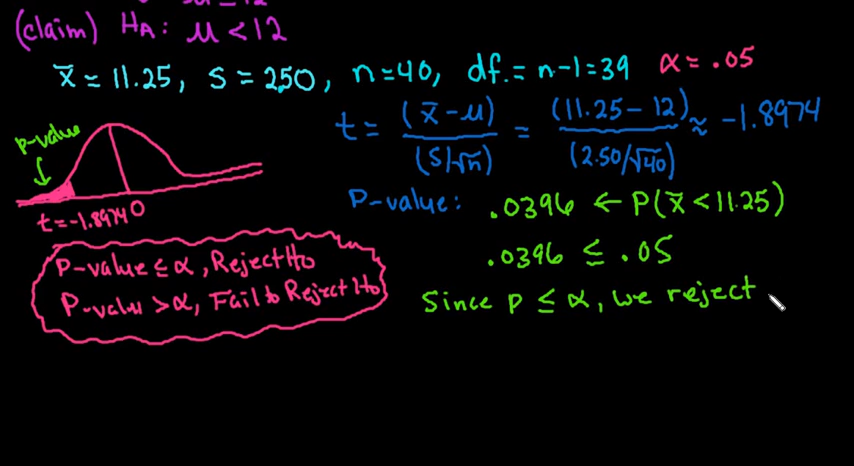 (claim) HA: μ < 12
x̄ = 11.25, S = 250, n = 40, df. = n-1 = 39 α = .05
t = (x̄ - μ) / (S/√n) = (11.25 - 12) / (2.50/√40) ≈ -1.8974
p-value
t = -1.8974 0
P-value: .0396 ← P(x̄ < 11.25)
.0396 ≤ .05
P-value ≤ α, Reject Ho
P-value > α, Fail to Reject Ho
Since P ≤ α, we reject